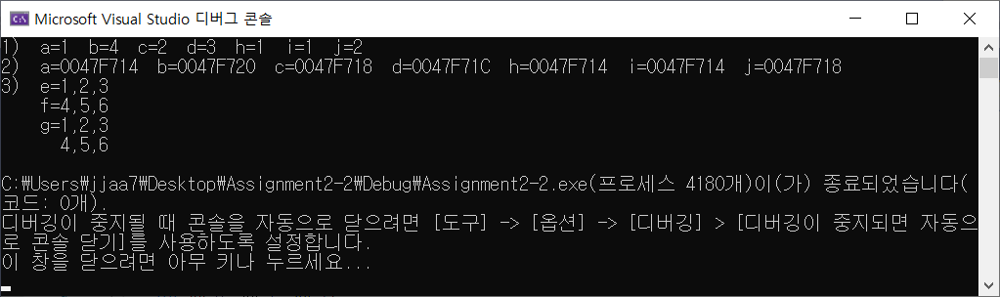 Microsoft Visual Studio 디버그 콘솔
1)  a=1  b=4  c=2  d=3  h=1  i=1  j=2
2)  a=0047F714  b=0047F720  c=0047F718  d=0047F71C  h=0047F714  i=0047F714  j=0047F718
3)  e=1,2,3
    f=4,5,6
    g=1,2,3
      4,5,6
C:₩Users₩jjaa7₩Desktop₩Assignment2-2₩Debug₩Assignment2-2.exe(프로세스 4180개)이(가) 종료되었습니다(
코드: 0개).
디버깅이 중지될 때 콘솔을 자동으로 닫으려면 [도구] -> [옵션] -> [디버깅] > [디버깅이 중지되면 자동으
로 콘솔 닫기]를 사용하도록 설정합니다.
이 창을 닫으려면 아무 키나 누르세요...